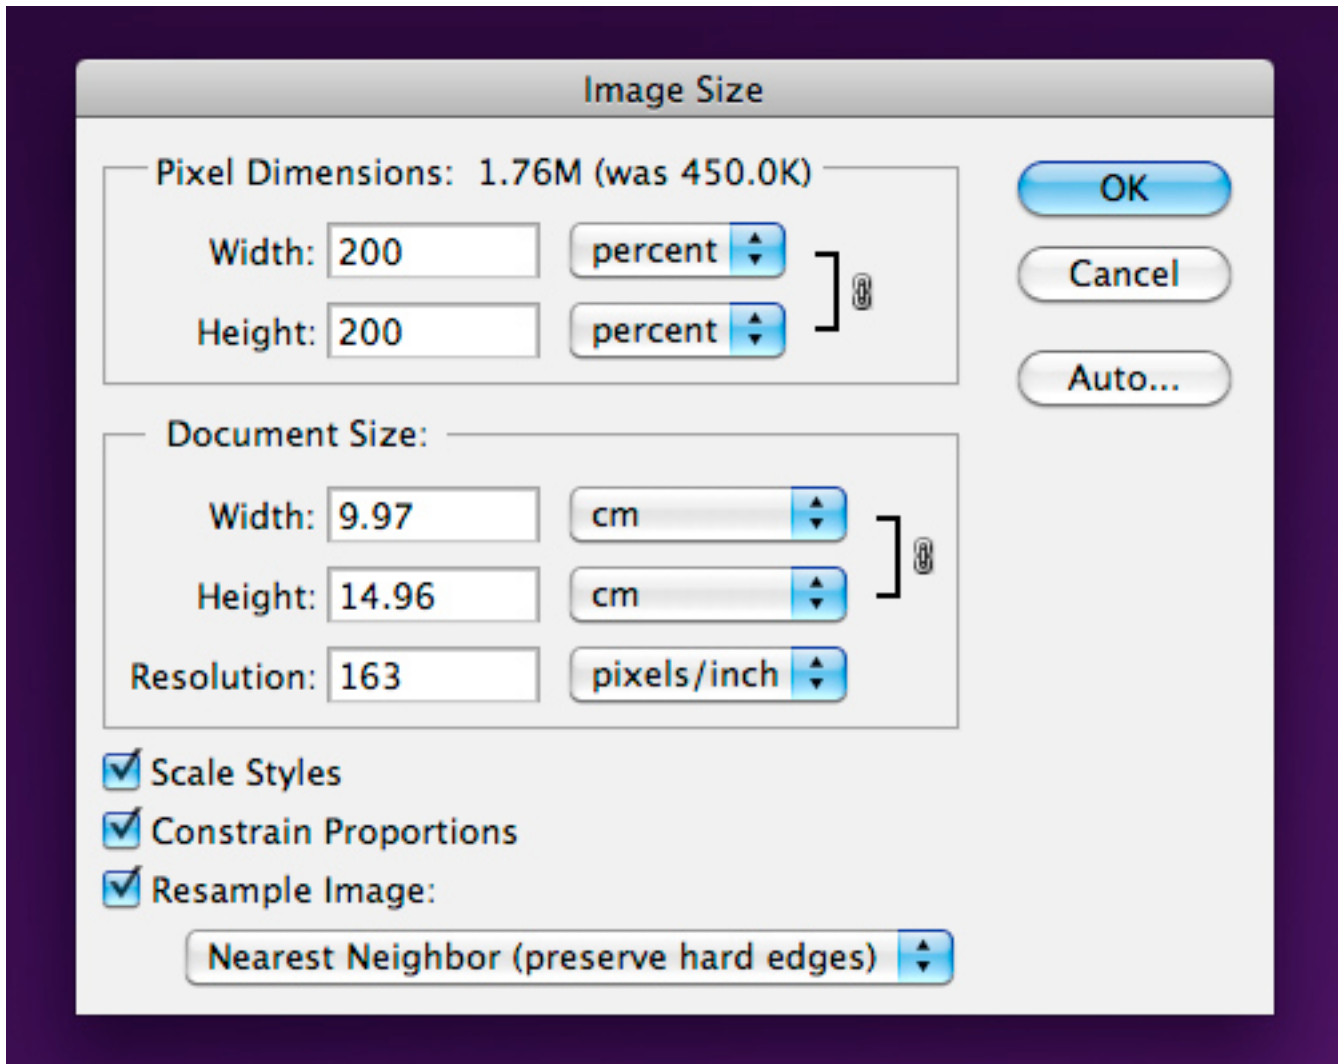 Image Size
Pixel Dimensions: 1.76M (was 450.0K)
Width: 200 percent
Height: 200 percent
OK
Cancel
Auto...
Document Size:
Width: 9.97 cm
Height: 14.96 cm
Resolution: 163 pixels/inch
Scale Styles
Constrain Proportions
Resample Image:
Nearest Neighbor (preserve hard edges)